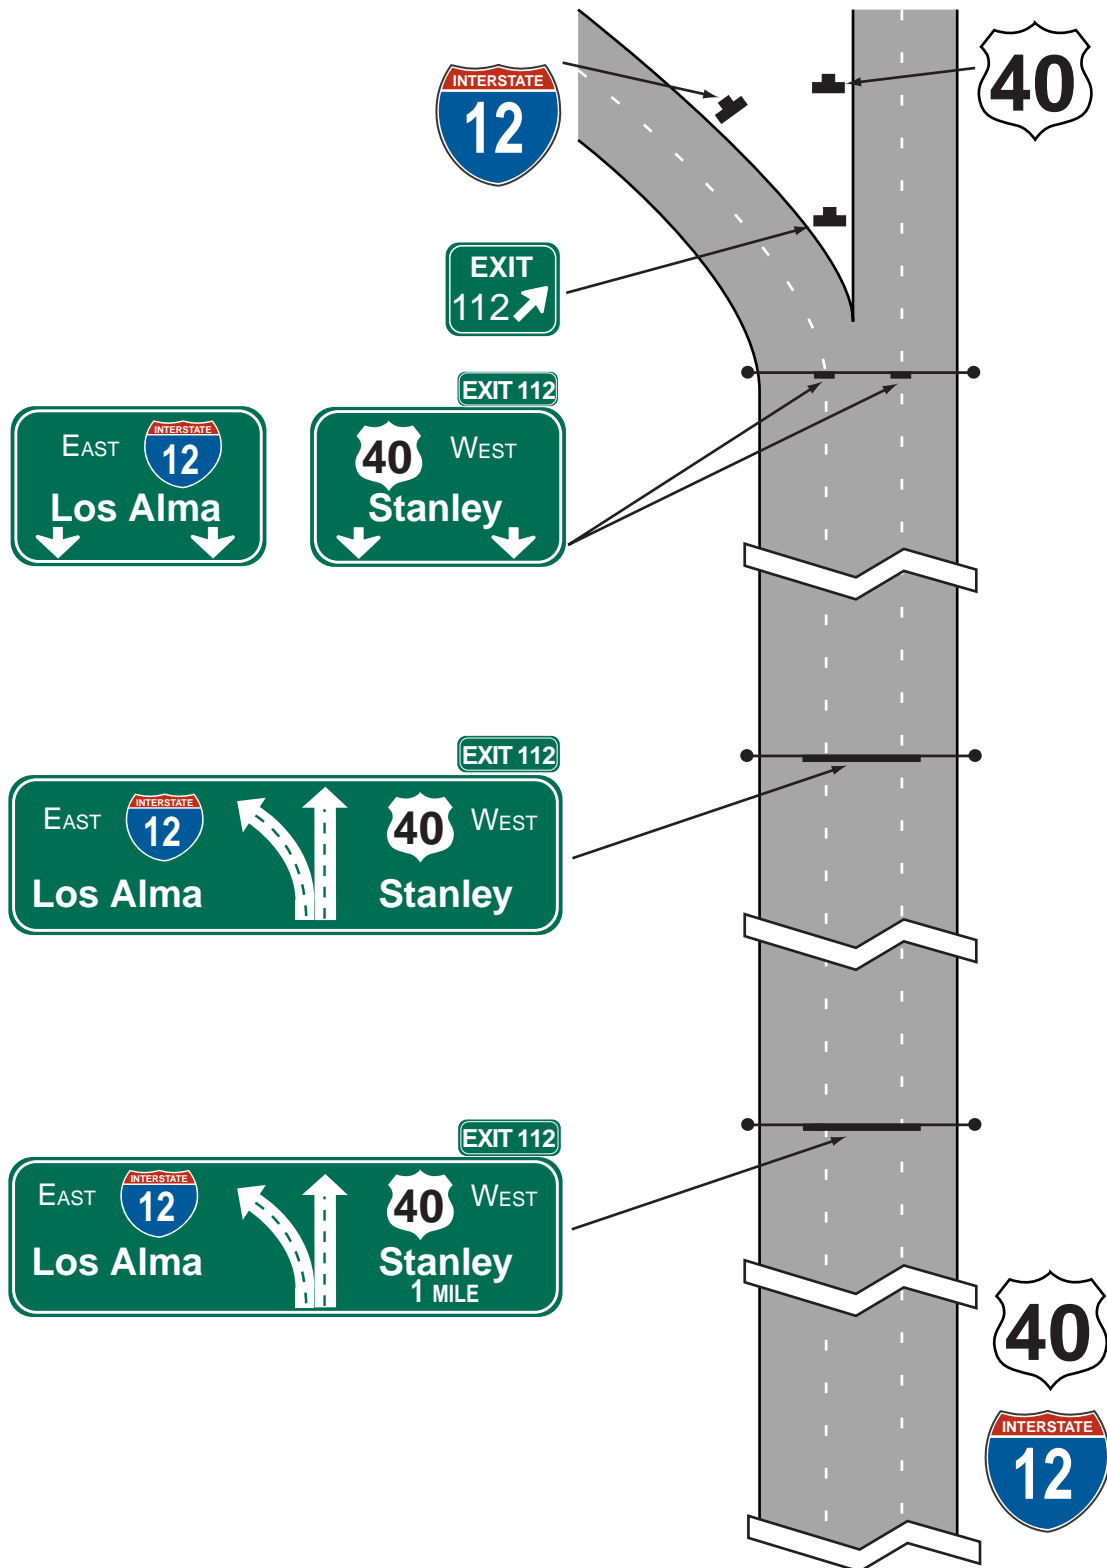 INTERSTATE
12
40
EXIT
112
EXIT 112
EAST
INTERSTATE
12
Los Alma
40
WEST
Stanley
EXIT 112
EAST
INTERSTATE
12
Los Alma
40
WEST
Stanley
EXIT 112
EAST
INTERSTATE
12
Los Alma
40
WEST
Stanley
1 MILE
40
INTERSTATE
12